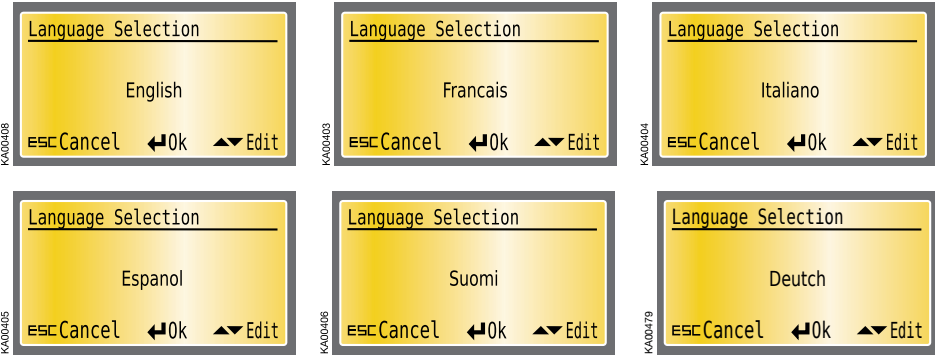 Language Selection
English
ESC Cancel Ok Edit
KA00408
Language Selection
Francais
ESC Cancel Ok Edit
KA00403
Language Selection
Italiano
ESC Cancel Ok Edit
KA00404
Language Selection
Espanol
ESC Cancel Ok Edit
KA00405
Language Selection
Suomi
ESC Cancel Ok Edit
KA00406
Language Selection
Deutch
ESC Cancel Ok Edit
KA00479